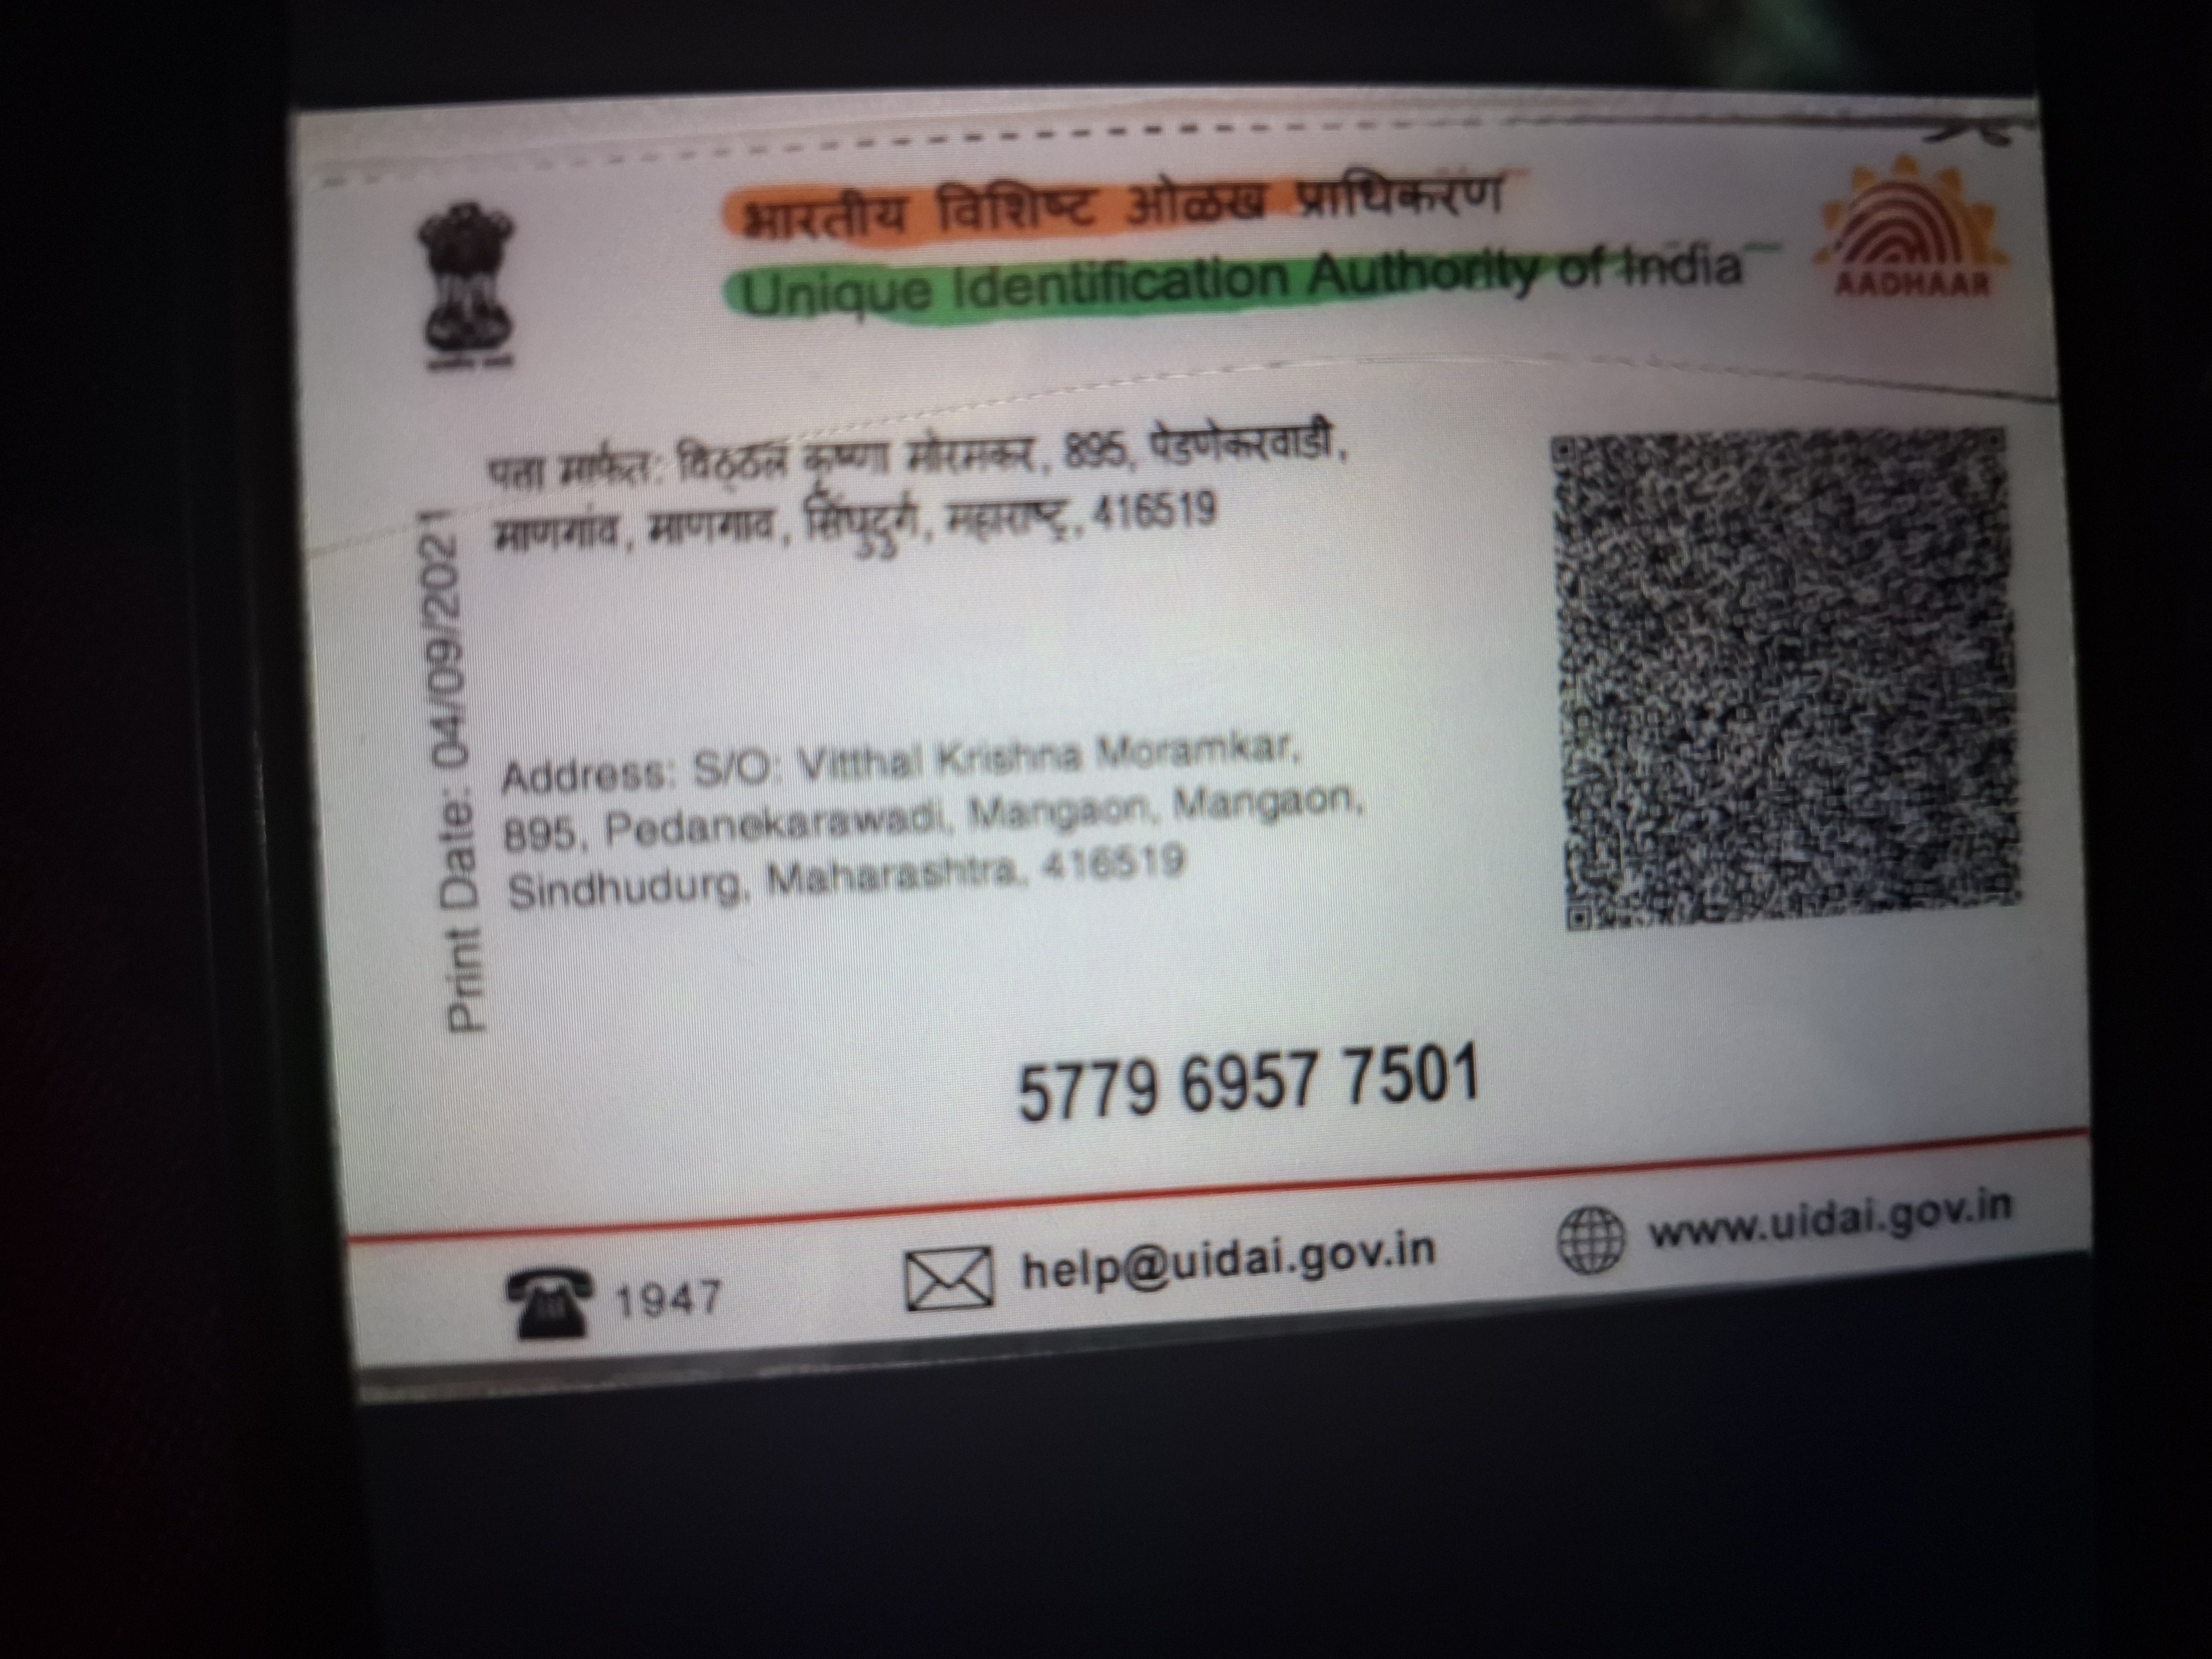 भारतीय विशिष्ट ओळख प्राधिकरण
Unique Identification Authority of India
AADHAAR
पत्ता मार्फत: विठ्ठल कृष्णा मोरमकर, 895, पेडणेकरवाडी,
माणगांव, माणगाव, सिंधुदुर्ग, महाराष्ट्र, 416519
Print Date: 04/09/2021
Address: S/O: Vitthal Krishna Moramkar,
895, Pedanekarawadi, Mangaon, Mangaon,
Sindhudurg, Maharashtra, 416519
5779 6957 7501
1947
help@uidai.gov.in
www.uidai.gov.in